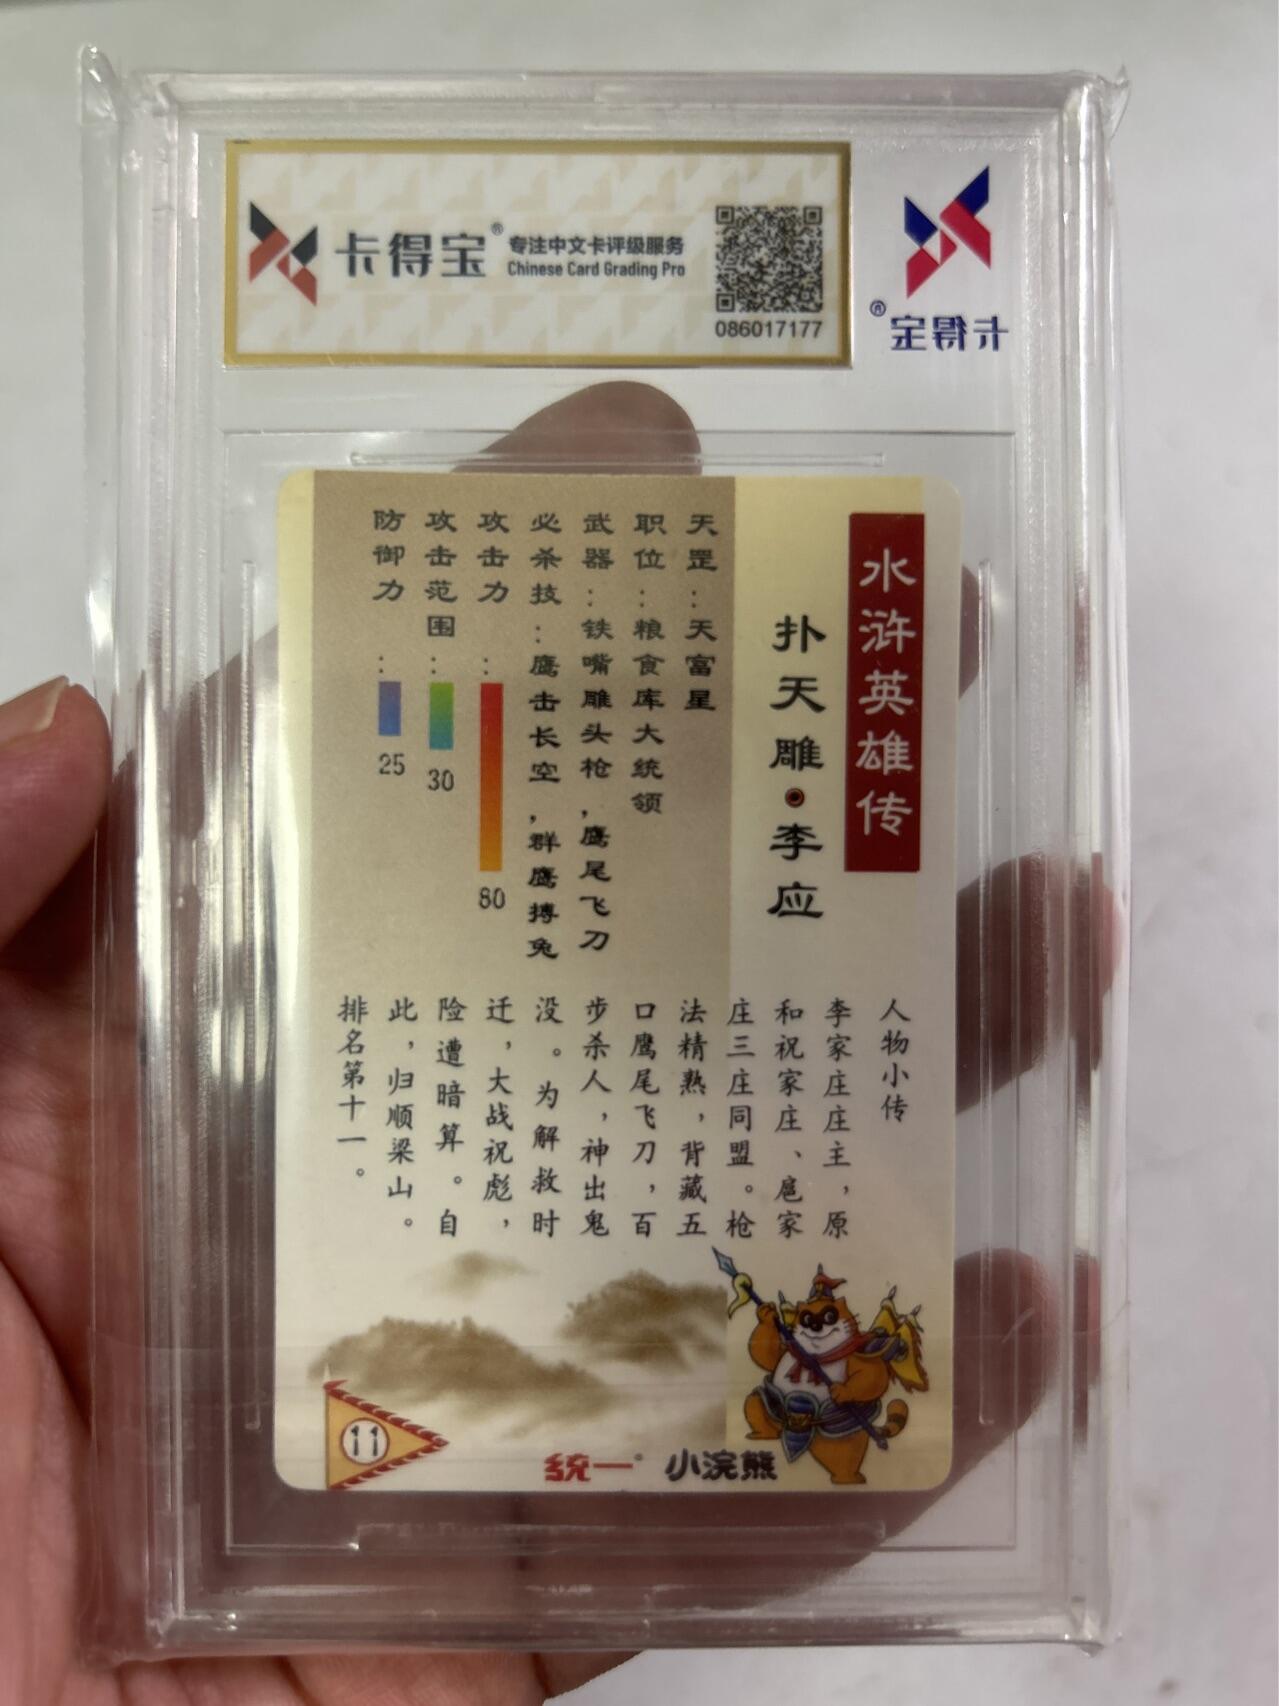 卡得宝®
专注中文卡评级服务
Chinese Card Grading Pro
086017177
卡得宝®
水浒英雄传
扑天雕·李应
天罡：天富星
职位：粮食库大统领
武器：铁嘴雕头枪，鹰尾飞刀
必杀技：鹰击长空，群鹰搏兔
攻击力：80
攻击范围：30
防御力：25
人物小传
李家庄庄主，原
和祝家庄、扈家
庄三庄同盟。枪
法精熟，背藏五
口鹰尾飞刀，百
步杀人，神出鬼
没。为解救时
迁，大战祝彪，
险遭暗算。自
此，归顺梁山。
排名第十一。
11
统一® 小浣熊